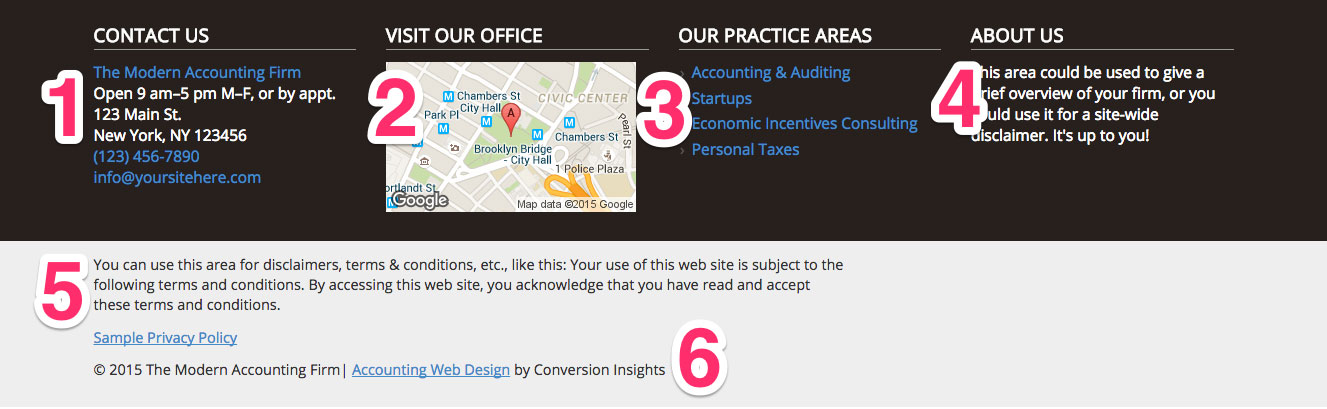 CONTACT US
The Modern Accounting Firm
Open 9 am–5 pm M–F, or by appt.
123 Main St.
New York, NY 123456
(123) 456-7890
info@yoursitehere.com
1
VISIT OUR OFFICE
Chambers St
City Hall
CIVIC CENTER
Park Pl
Chambers St
Pearl St
Brooklyn Bridge
- City Hall
1 Police Plaza
A
M
M
M
M
M
Google
Map data ©2015 Google
2
OUR PRACTICE AREAS
› Accounting & Auditing
› Startups
› Economic Incentives Consulting
› Personal Taxes
3
ABOUT US
this area could be used to give a
brief overview of your firm, or you
could use it for a site-wide
disclaimer. It's up to you!
4
5
You can use this area for disclaimers, terms & conditions, etc., like this: Your use of this web site is subject to the
following terms and conditions. By accessing this web site, you acknowledge that you have read and accept
these terms and conditions.
Sample Privacy Policy
© 2015 The Modern Accounting Firm| Accounting Web Design by Conversion Insights
6